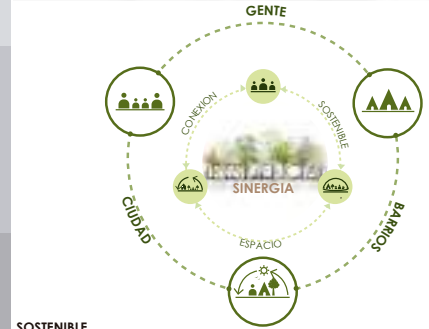 GENTE
CONEXION
SOSTENIBLE
SINERGIA
CIUDAD
BARRIOS
ESPACIO
SOSTENIBLE